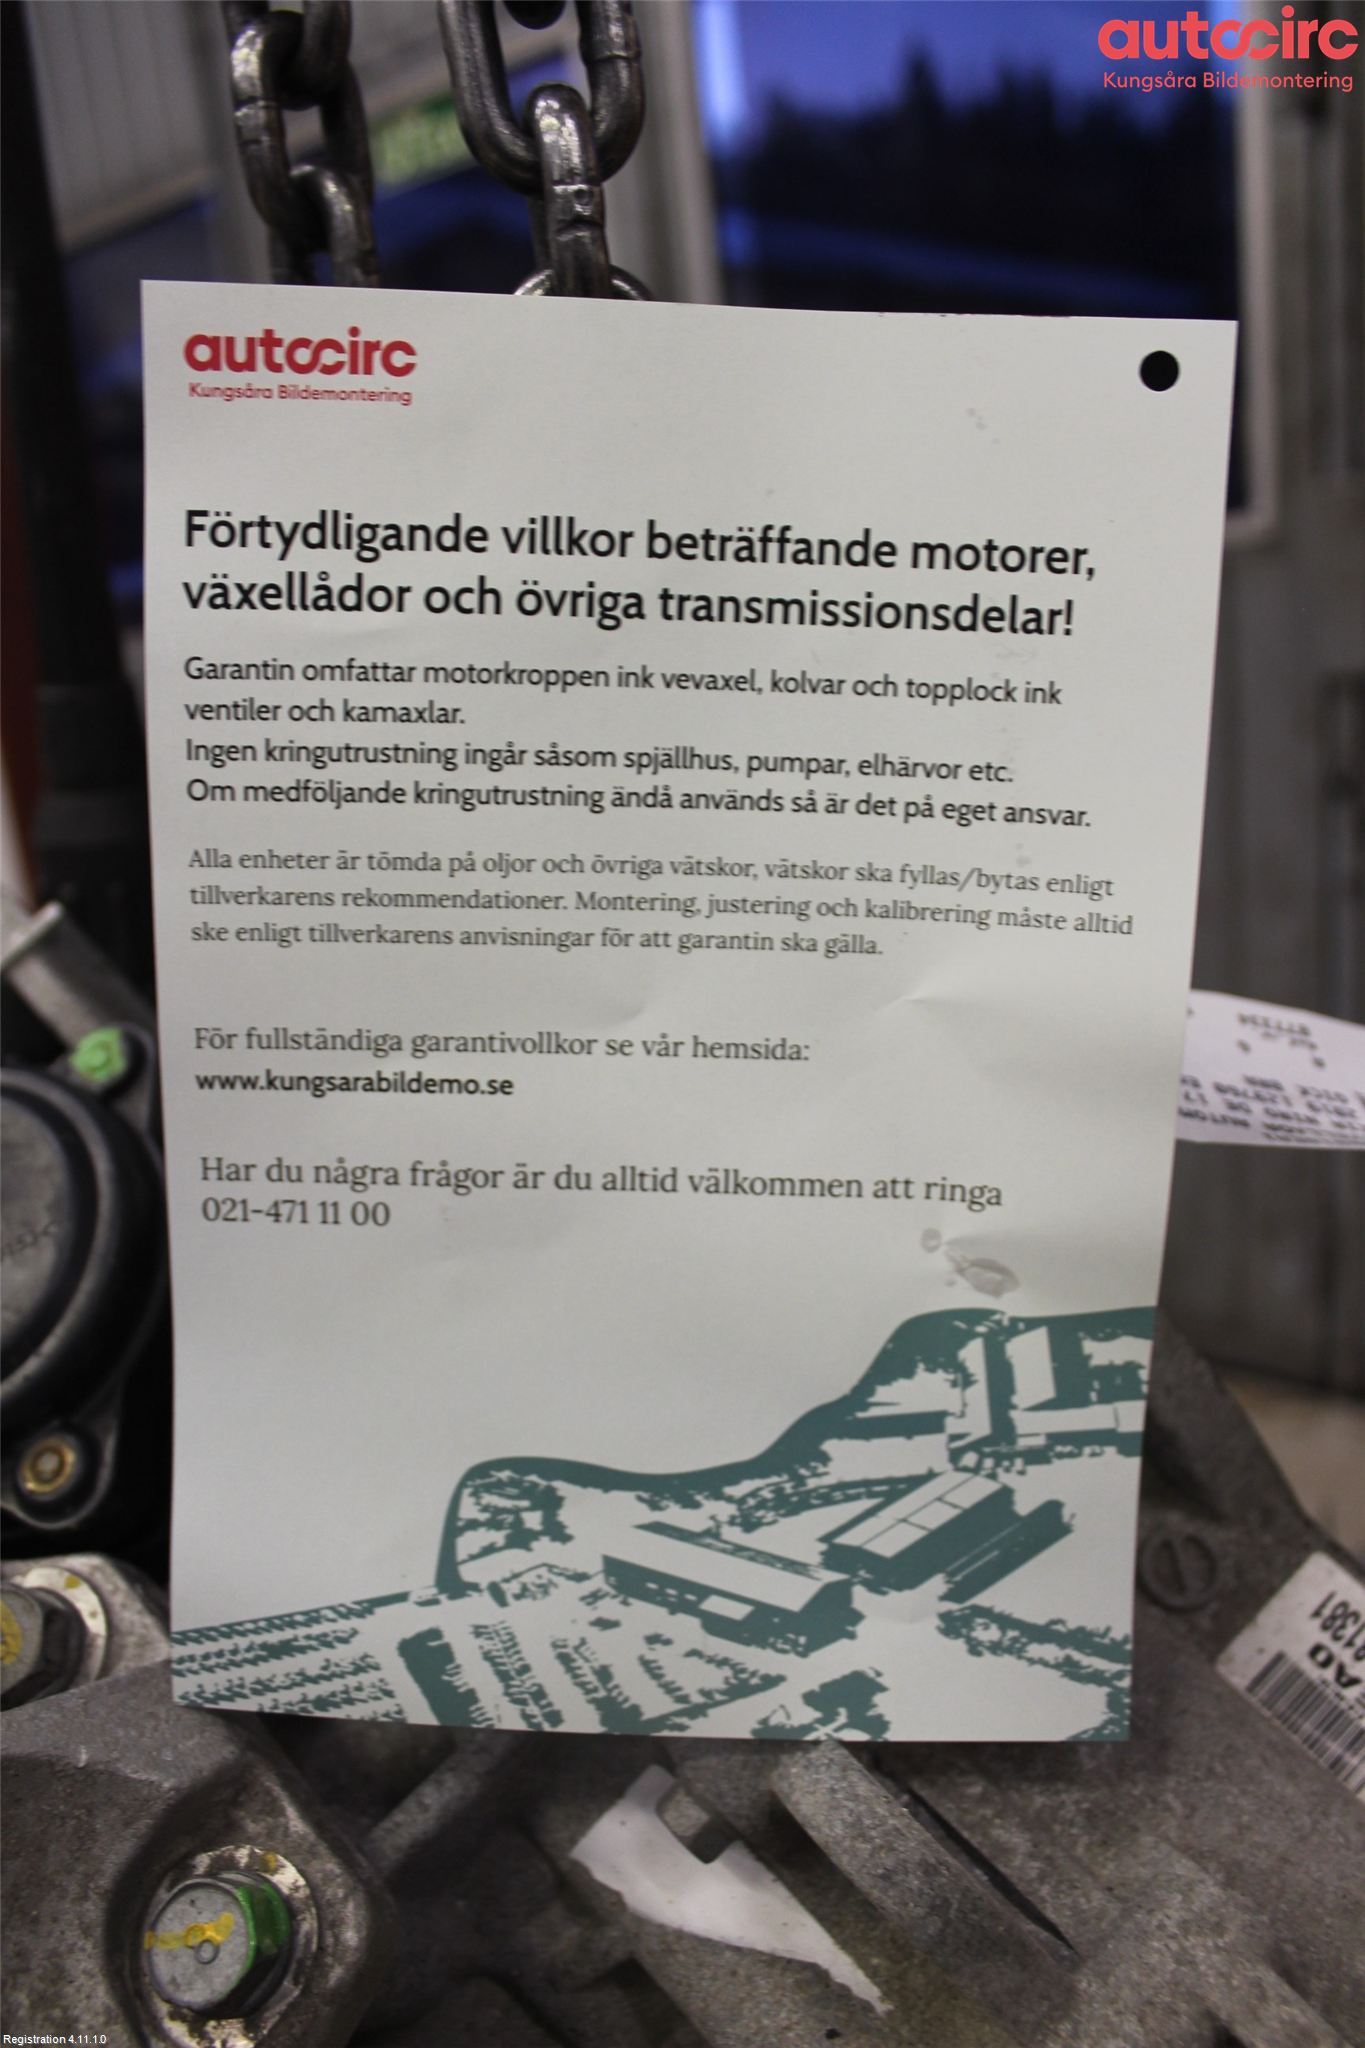 autocirc
Kungsåra Bildemontering
autocirc
Kungsåra Bildemontering
Förtydligande villkor beträffande motorer,
växellådor och övriga transmissionsdelar!
Garantin omfattar motorkroppen ink vevaxel, kolvar och topplock ink
ventiler och kamaxlar.
Ingen kringutrustning ingår såsom spjällhus, pumpar, elhärvor etc.
Om medföljande kringutrustning ändå används så är det på eget ansvar.
Alla enheter är tömda på oljor och övriga vätskor, vätskor ska fyllas/bytas enligt
tillverkarens rekommendationer. Montering, justering och kalibrering måste alltid
ske enligt tillverkarens anvisningar för att garantin ska gälla.
För fullständiga garantivollkor se vår hemsida:
www.kungsarabildemo.se
Har du några frågor är du alltid välkommen att ringa
021-471 11 00
Registration 4.11.1.0